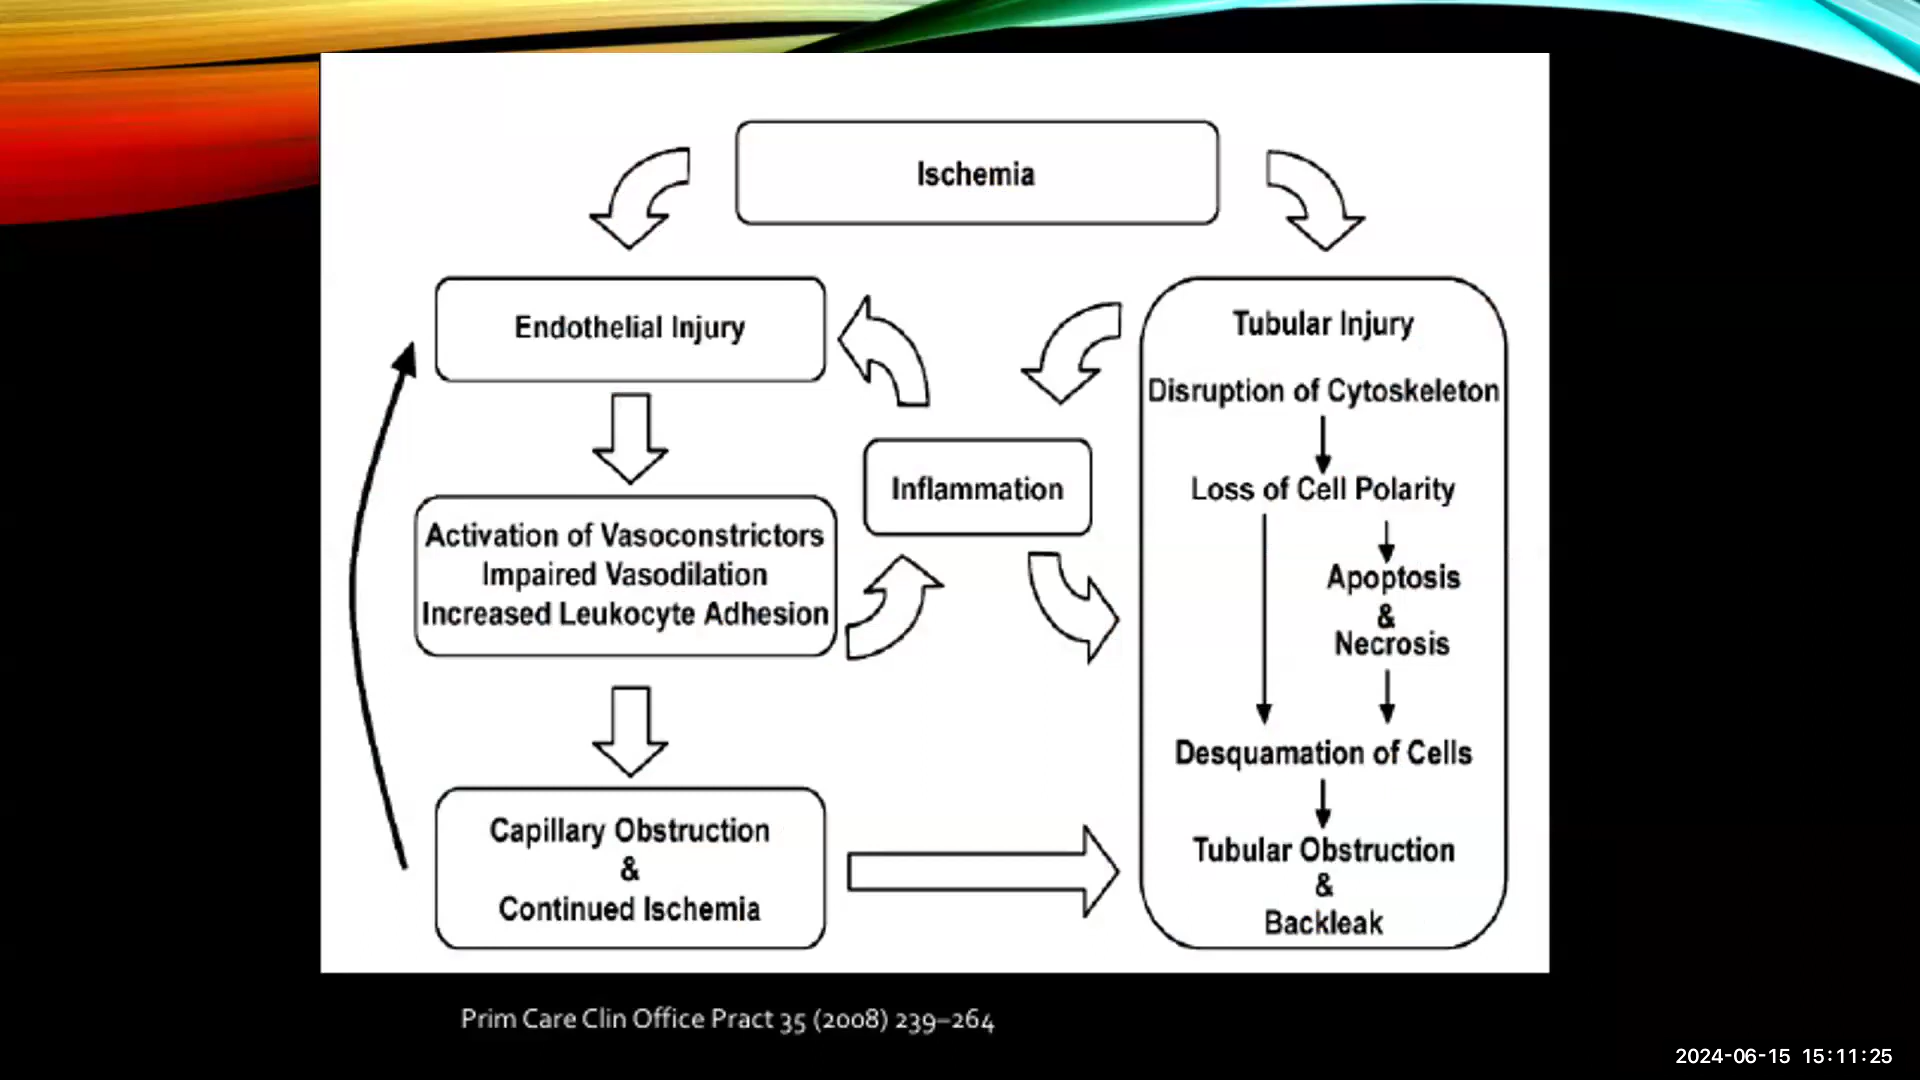 Ischemia
Endothelial Injury
Activation of Vasoconstrictors
Impaired Vasodilation
Increased Leukocyte Adhesion
Capillary Obstruction
&
Continued Ischemia
Inflammation
Tubular Injury
Disruption of Cytoskeleton
Loss of Cell Polarity
Apoptosis
&
Necrosis
Desquamation of Cells
Tubular Obstruction
&
Backleak
Prim Care Clin Office Pract 35 (2008) 239–264
2024-06-15 15:11:25